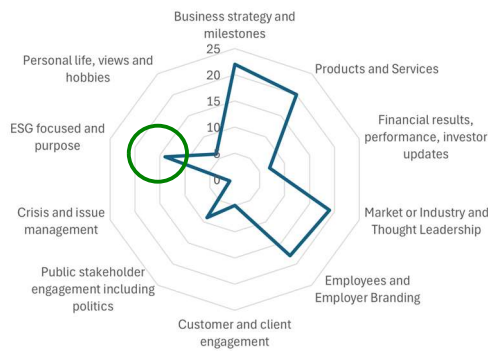 Business strategy and
milestones
Products and Services
Financial results,
performance, investor
updates
Market or Industry and
Thought Leadership
Employees and
Employer Branding
Customer and client
engagement
Public stakeholder
engagement including
politics
Crisis and issue
management
ESG focused and
purpose
Personal life, views and
hobbies
25
20
15
10
5
0